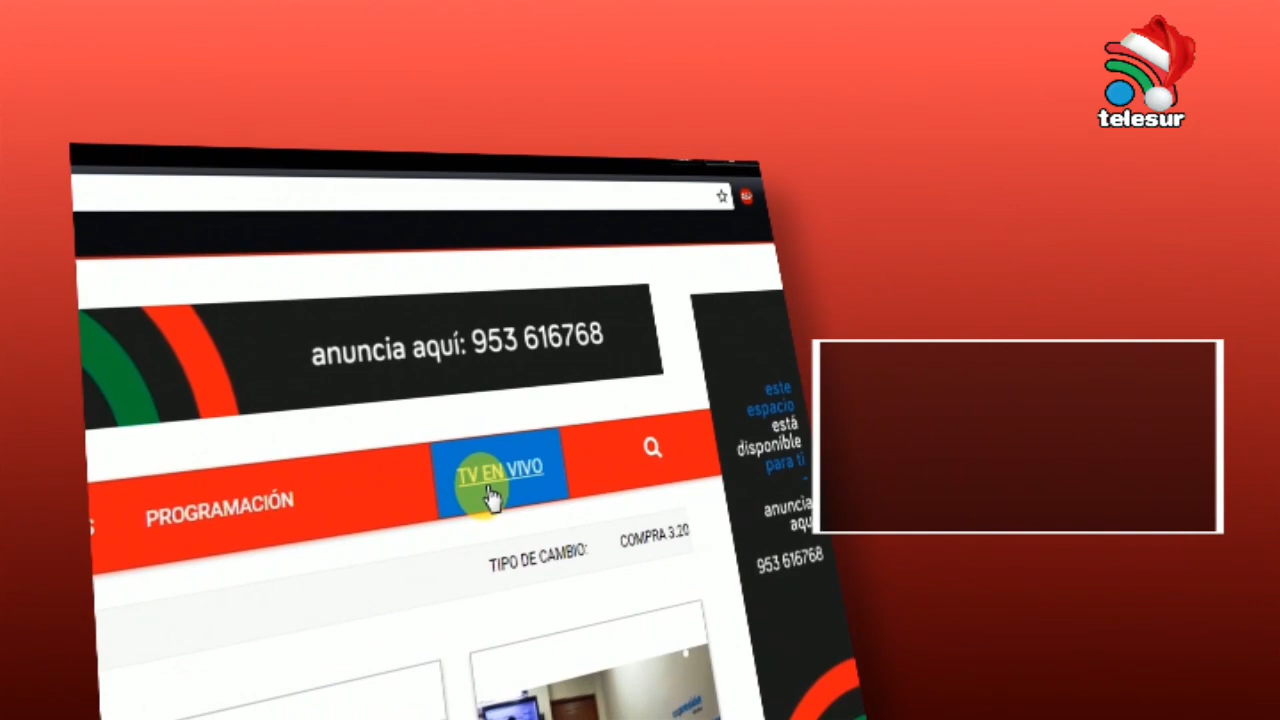 telesur
anuncia aquí: 953 616768
PROGRAMACIÓN
TV EN VIVO
TIPO DE CAMBIO:
COMPRA 3.20
este
espacio
está
disponible
para ti
-
anuncia
aquí
953 616768